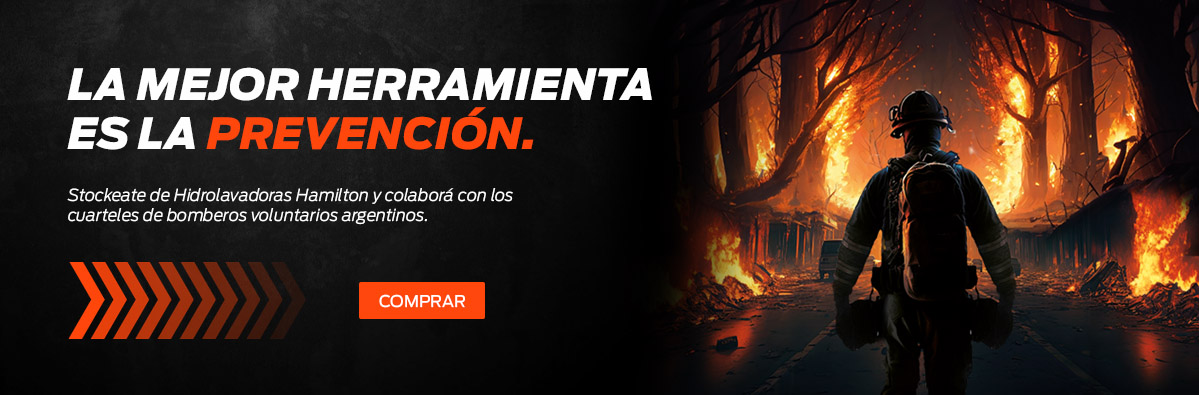 LA MEJOR HERRAMIENTA
ES LA PREVENCIÓN.
Stockeate de Hidrolavadoras Hamilton y colaborá con los
cuarteles de bomberos voluntarios argentinos.
COMPRAR